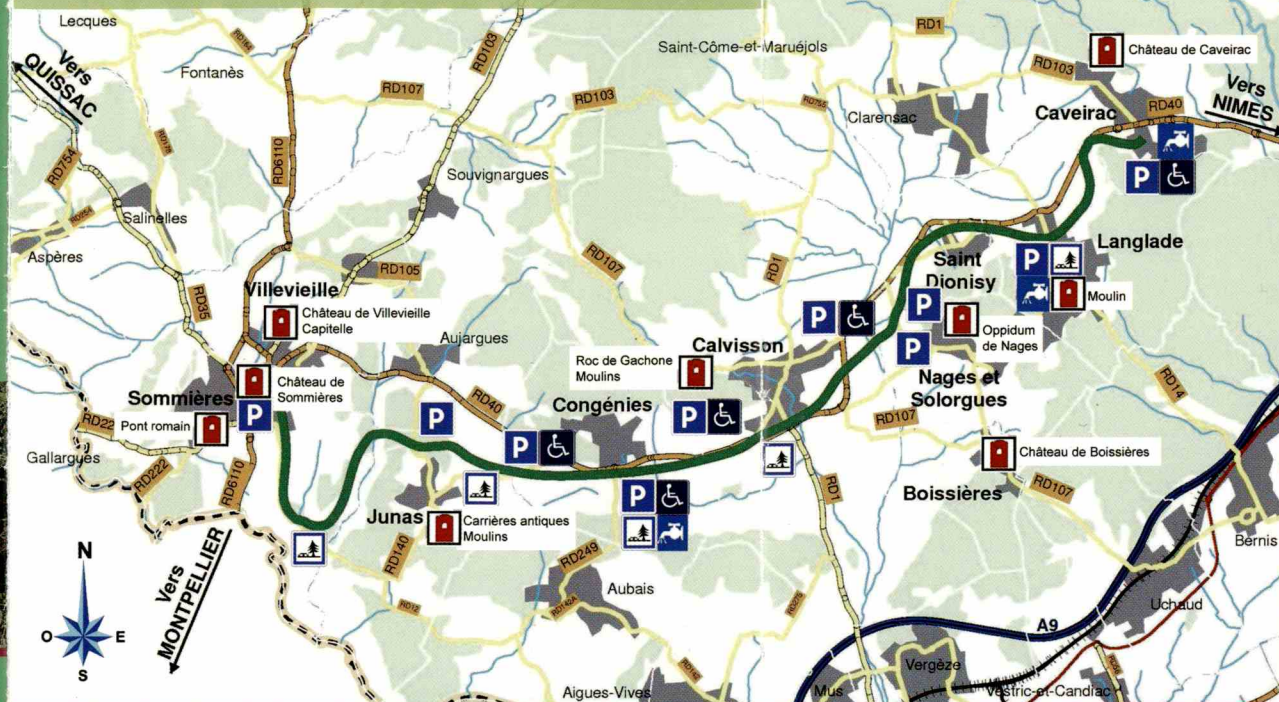 Lecques
Vers
QUISSAC
Fontanès
RD107
RD103
RD103
Saint-Côme-et-Maruéjols
RD1
Château de Caveirac
RD103
Vers
NIMES
RD40
Caveirac
Clarensac
RD755
RD754
RD6110
Souvignargues
Salinelles
RD254
Aspères
RD105
RD107
RD1
Langlade
Saint
Dionisy
P
P
Moulin
Villevieille
Château de Villevieille
Capitelle
RD35
Aujargues
P
P
Oppidum
de Nages
Calvisson
Roc de Gachone
Moulins
P
Nages et
Solorgues
RD14
Château de
Sommières
Sommières
P
Pont romain
RD40
Congénies
P
P
P
RD107
RD22
Gallargues
RD222
RD6110
Château de Boissières
Boissières
RD107
RD1
P
Junas
Carrières antiques
Moulins
RD140
RD249
Bernis
N
O
E
S
Vers
MONTPELLIER
RD12
RD142A
Aubais
Uchaud
A9
Vergèze
Aigues-Vives
Mus
Vestric-et-Candiac